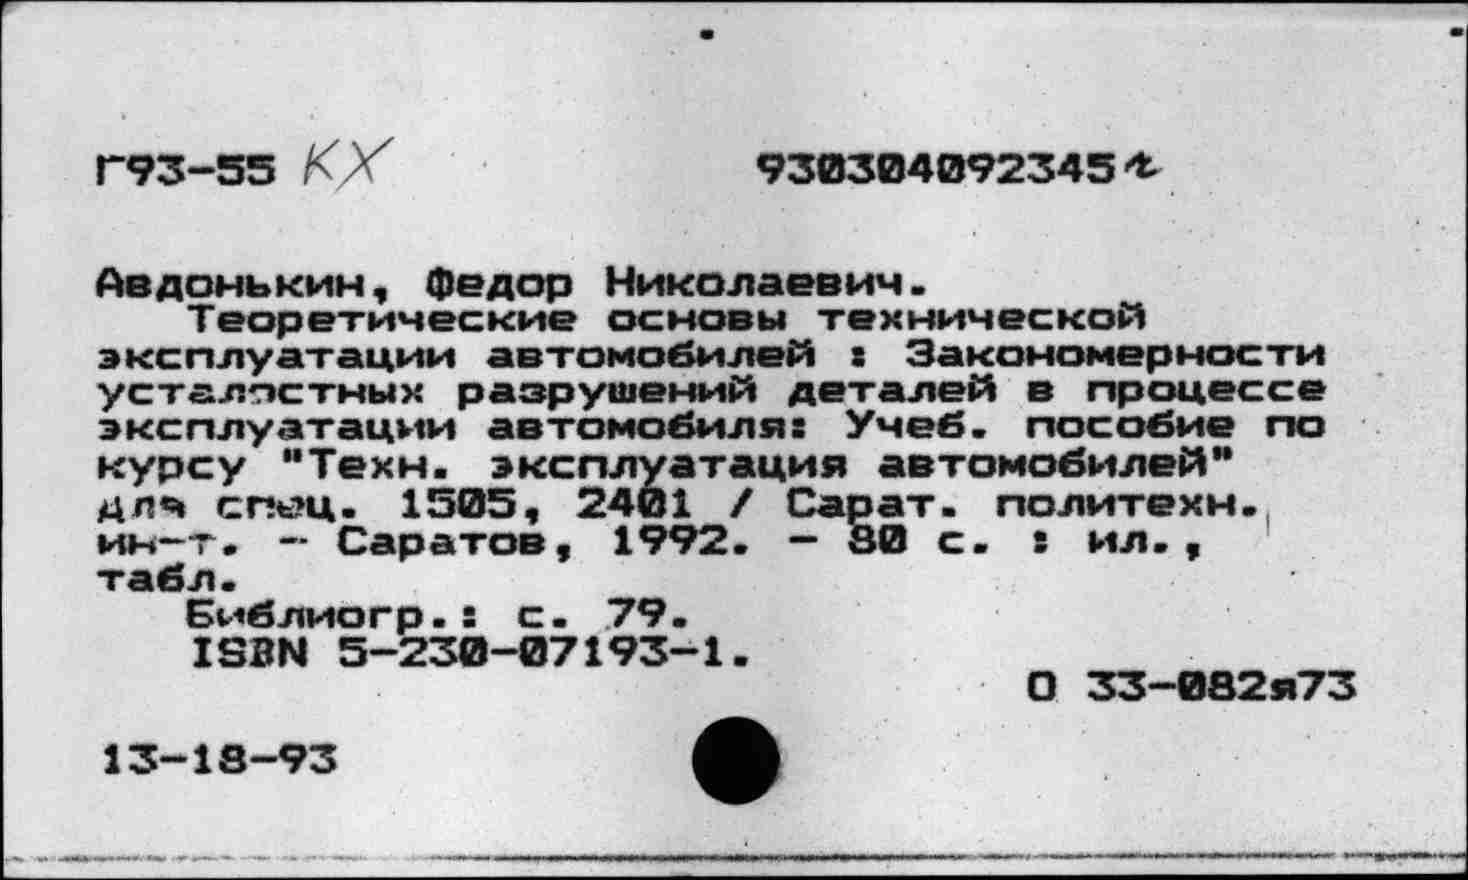 Г93-55 КХ 930304092345
Авдонькин, Федор Николаевич.
Теоретические основы технической
эксплуатации автомобилей : Закономерности
усталостных разрушений деталей в процессе
эксплуатации автомобиля: Учеб. пособие по
курсу "Техн. эксплуатация автомобилей"
для спец. 1505, 2401 / Сарат. политехн.
ин-т. - Саратов, 1992. - 80 с. : ил.,
табл.
Библиогр.: с. 79.
ISBN 5-230-07193-1.
О 33-082я73
13-18-93